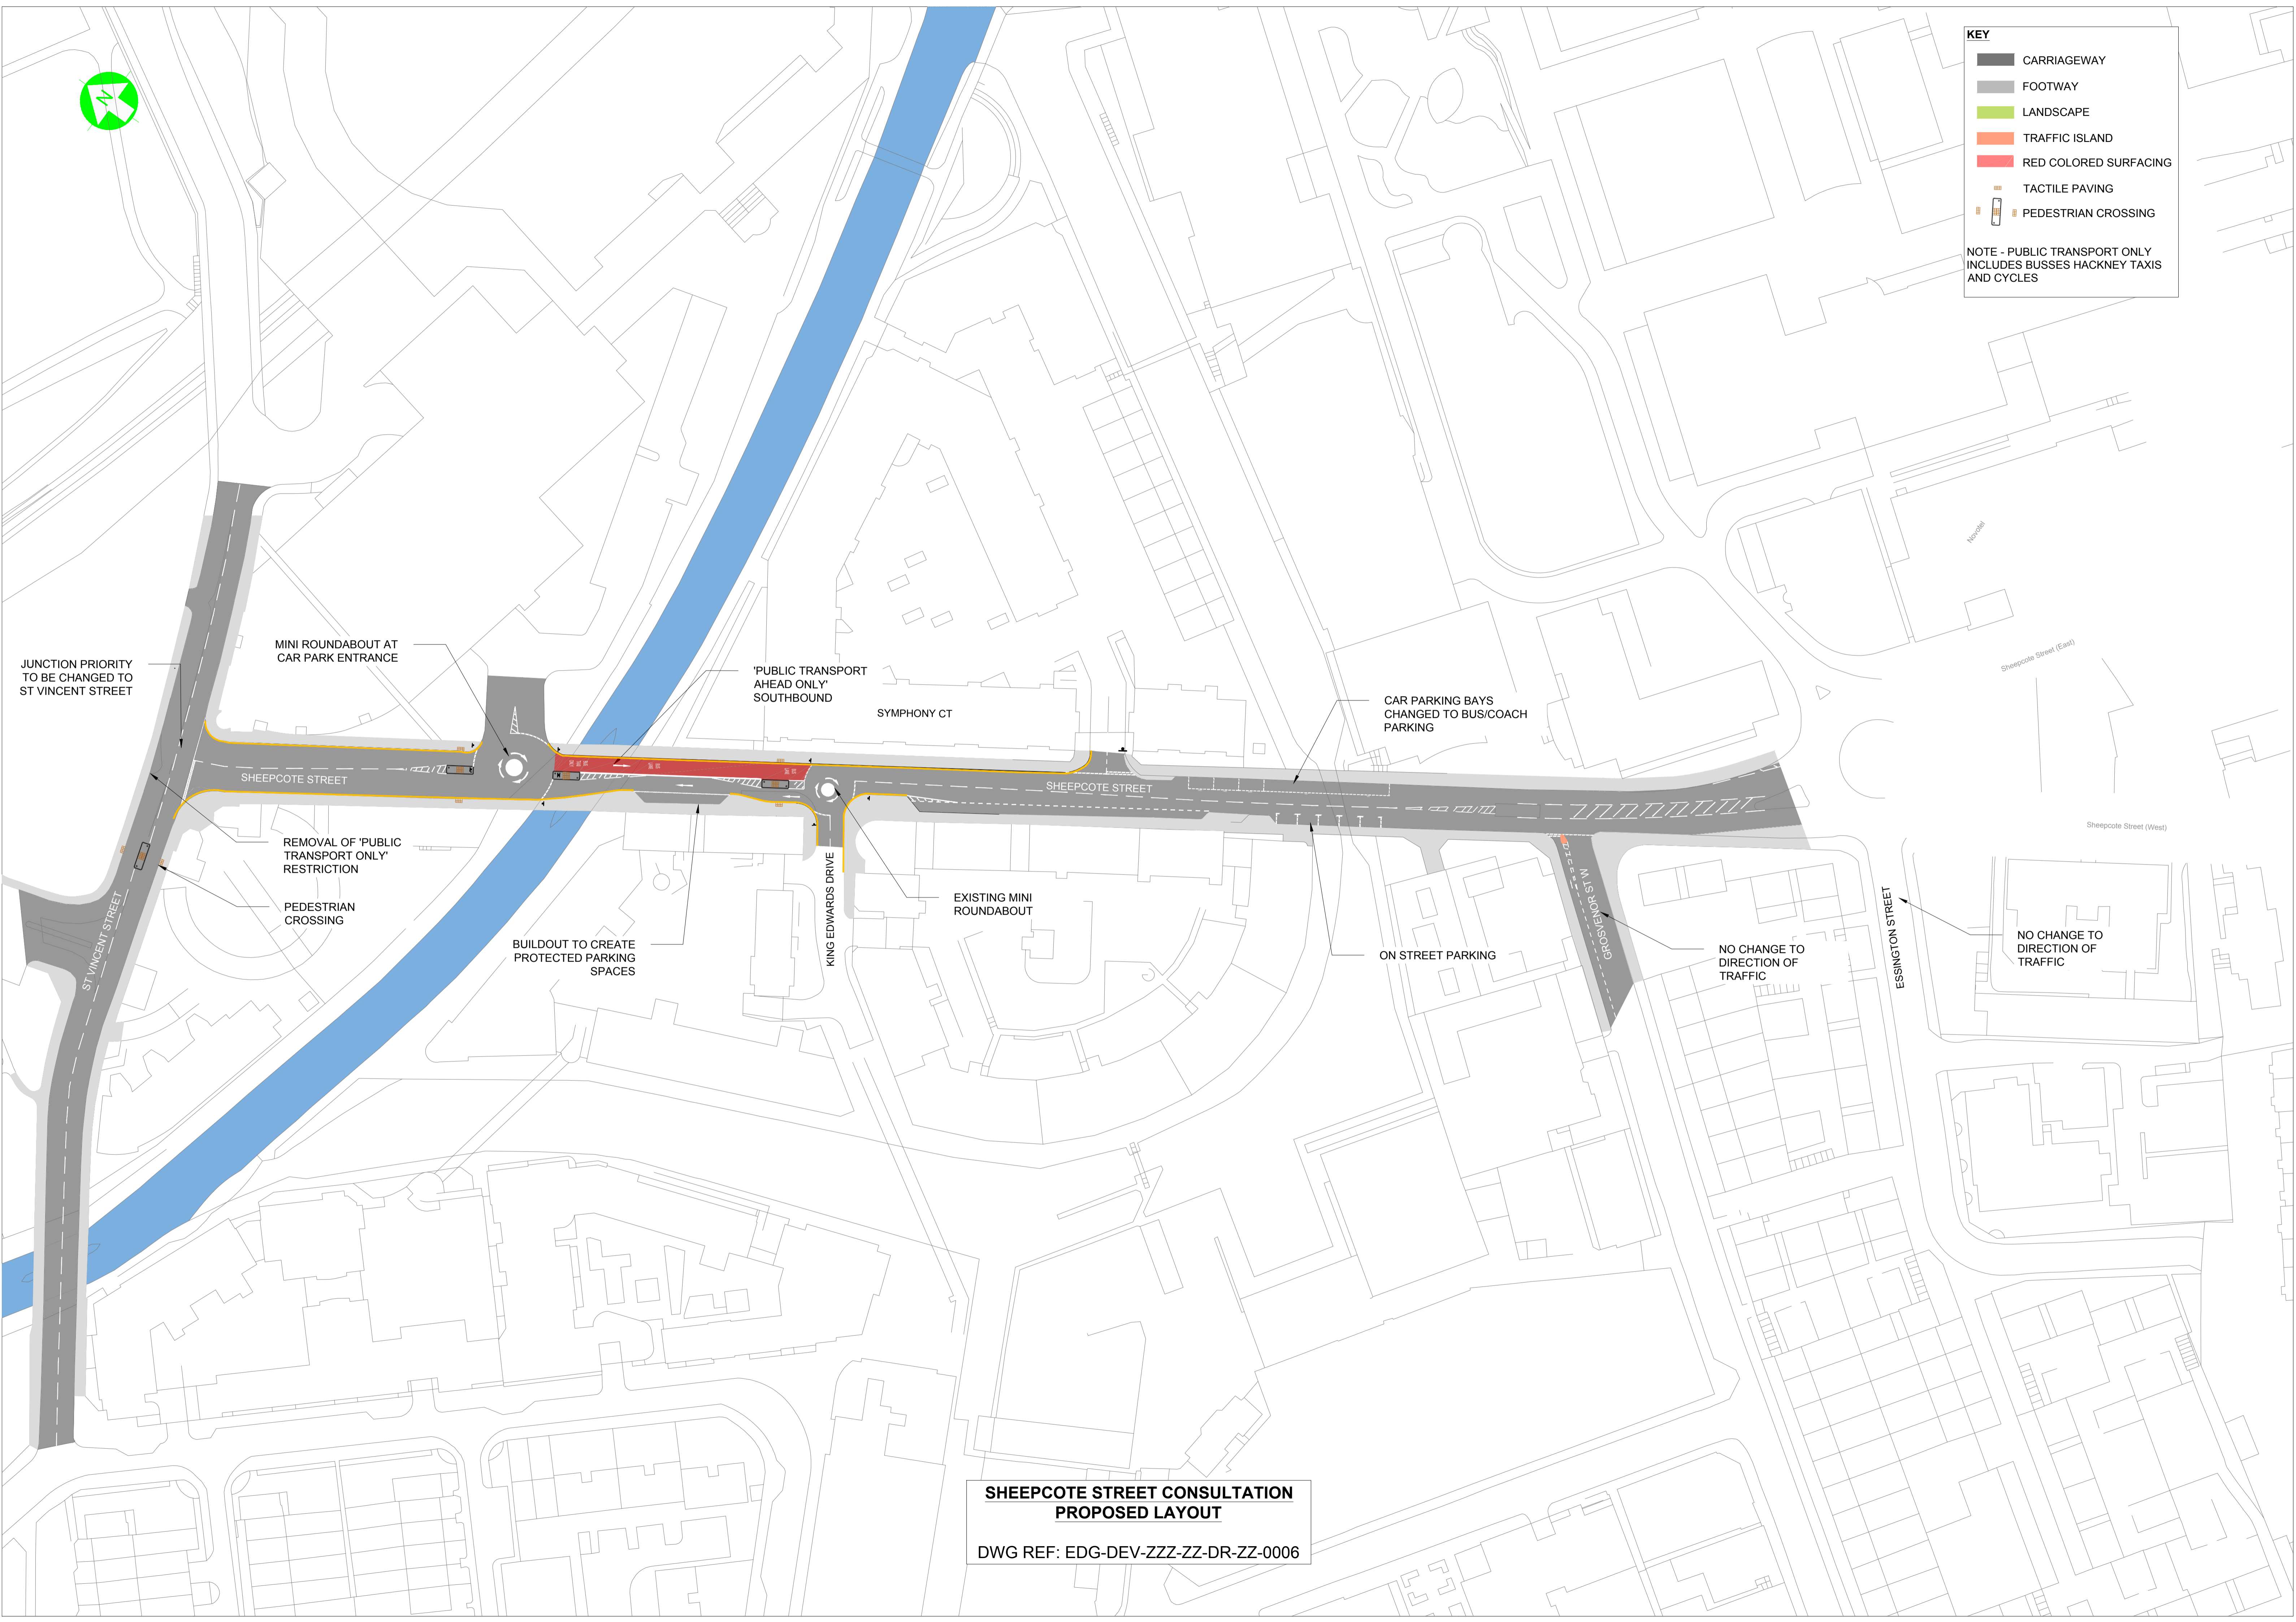 N
KEY
CARRIAGEWAY
FOOTWAY
LANDSCAPE
TRAFFIC ISLAND
RED COLORED SURFACING
TACTILE PAVING
PEDESTRIAN CROSSING
NOTE - PUBLIC TRANSPORT ONLY
INCLUDES BUSSES HACKNEY TAXIS
AND CYCLES
Novotel
Sheepcote Street (East)
Sheepcote Street (West)
JUNCTION PRIORITY
TO BE CHANGED TO
ST VINCENT STREET
MINI ROUNDABOUT AT
CAR PARK ENTRANCE
'PUBLIC TRANSPORT
AHEAD ONLY'
SOUTHBOUND
SYMPHONY CT
CAR PARKING BAYS
CHANGED TO BUS/COACH
PARKING
SHEEPCOTE STREET
SHEEPCOTE STREET
REMOVAL OF 'PUBLIC
TRANSPORT ONLY'
RESTRICTION
PEDESTRIAN
CROSSING
ST VINCENT STREET
BUILDOUT TO CREATE
PROTECTED PARKING
SPACES
KING EDWARDS DRIVE
EXISTING MINI
ROUNDABOUT
ON STREET PARKING
GROSVENOR ST W
NO CHANGE TO
DIRECTION OF
TRAFFIC
ESSINGTON STREET
NO CHANGE TO
DIRECTION OF
TRAFFIC
SHEEPCOTE STREET CONSULTATION
PROPOSED LAYOUT
DWG REF: EDG-DEV-ZZZ-ZZ-DR-ZZ-0006